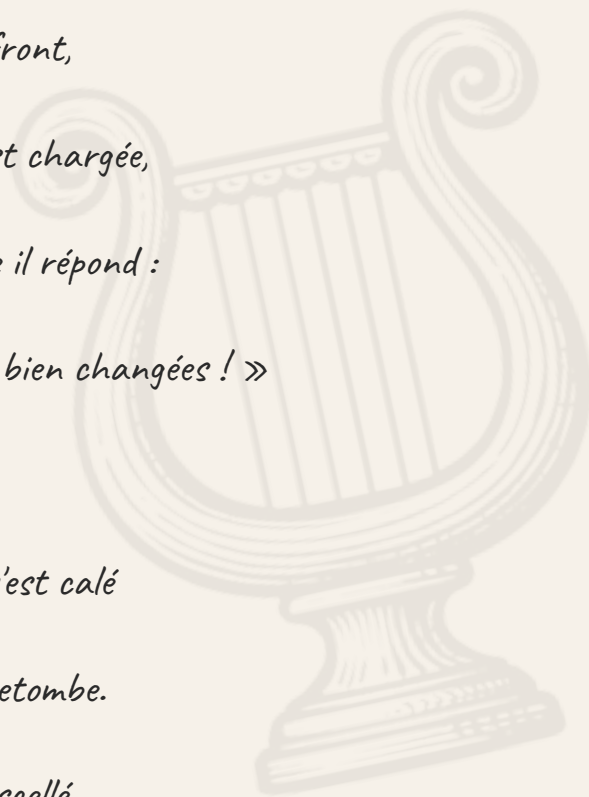 front,
chargée,
il répond :
bien changées ! »
'est calé
etombe.